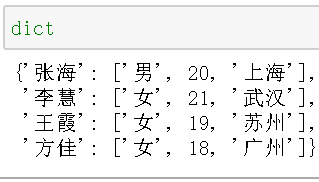 dict
{'张海': ['男', 20, '上海'],
'李慧': ['女', 21, '武汉'],
'王霞': ['女', 19, '苏州'],
'方佳': ['女', 18, '广州']}